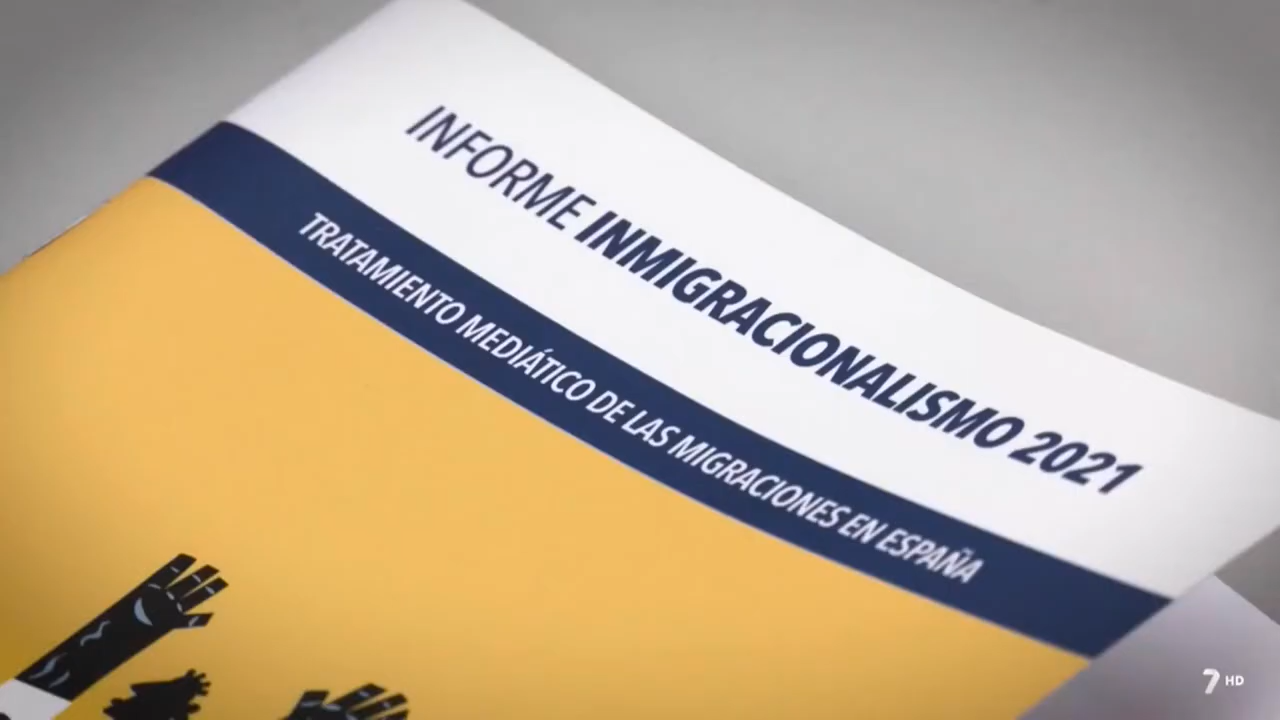 INFORME INMIGRACIONALISMO 2021
TRATAMIENTO MEDIÁTICO DE LAS MIGRACIONES EN ESPAÑA
7 HD